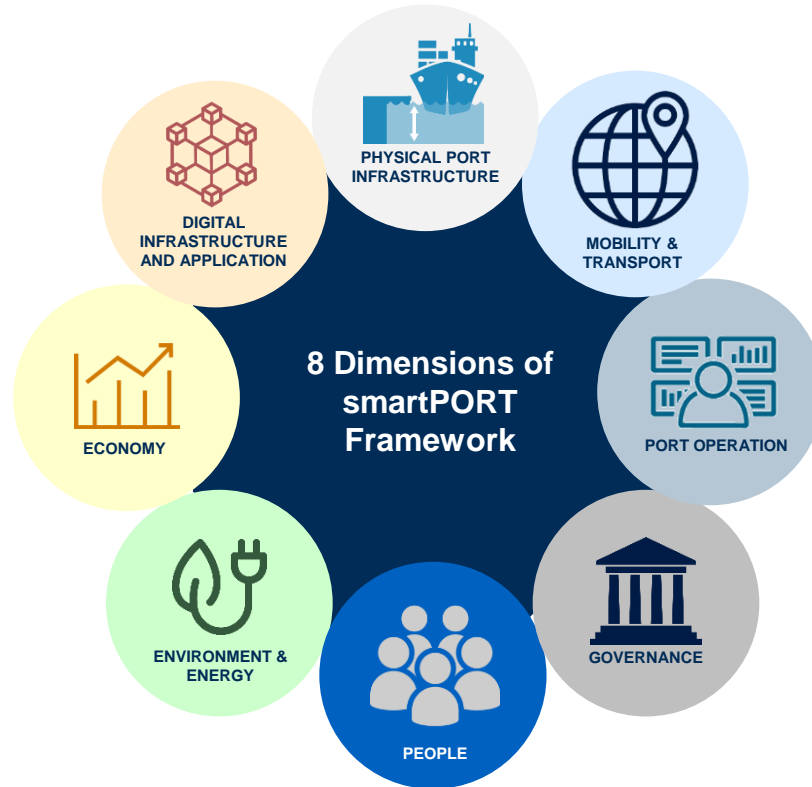 PHYSICAL PORT
INFRASTRUCTURE
MOBILITY &
TRANSPORT
PORT OPERATION
GOVERNANCE
PEOPLE
ENVIRONMENT &
ENERGY
ECONOMY
DIGITAL
INFRASTRUCTURE
AND APPLICATION
8 Dimensions of
smartPORT
Framework